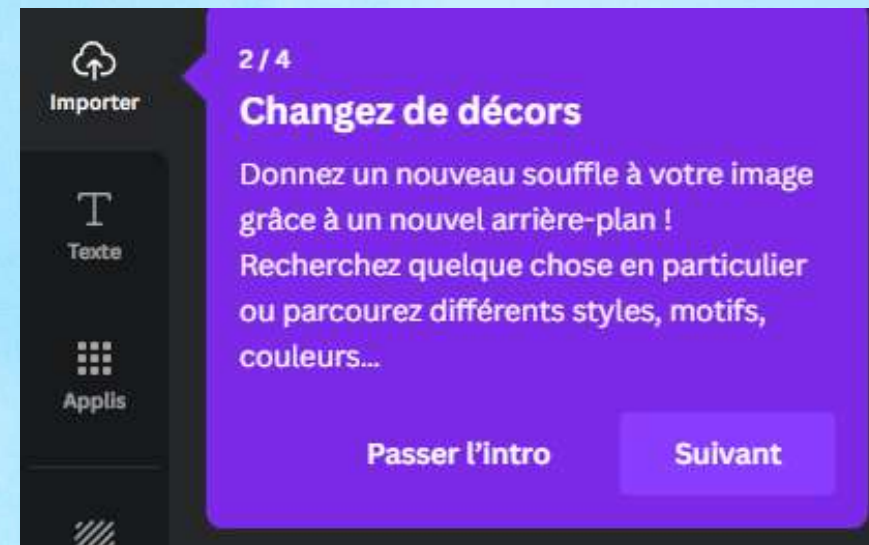 Importer
Texte
Applis
2 / 4
Changez de décors
Donnez un nouveau souffle à votre image
grâce à un nouvel arrière-plan !
Recherchez quelque chose en particulier
ou parcourez différents styles, motifs,
couleurs...
Passer l'intro
Suivant